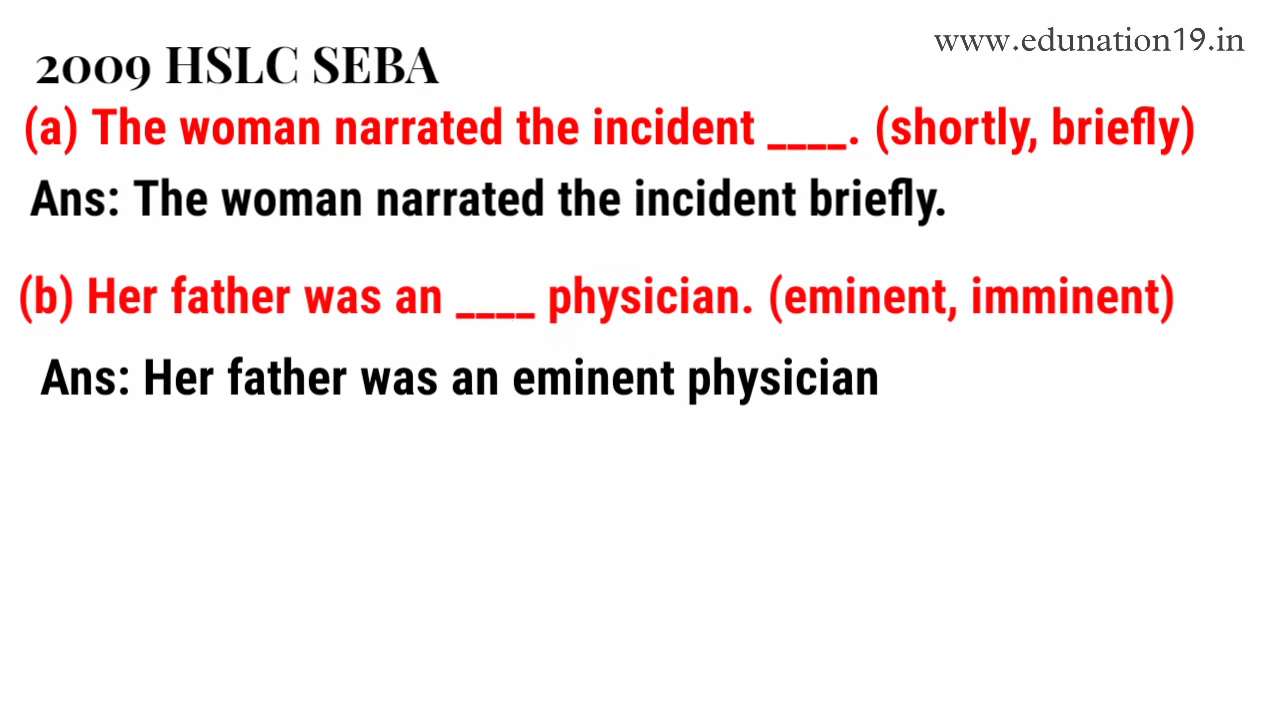 www.edunation19.in
2009 HSLC SEBA
(a) The woman narrated the incident ____. (shortly, briefly)
Ans: The woman narrated the incident briefly.
(b) Her father was an ____ physician. (eminent, imminent)
Ans: Her father was an eminent physician